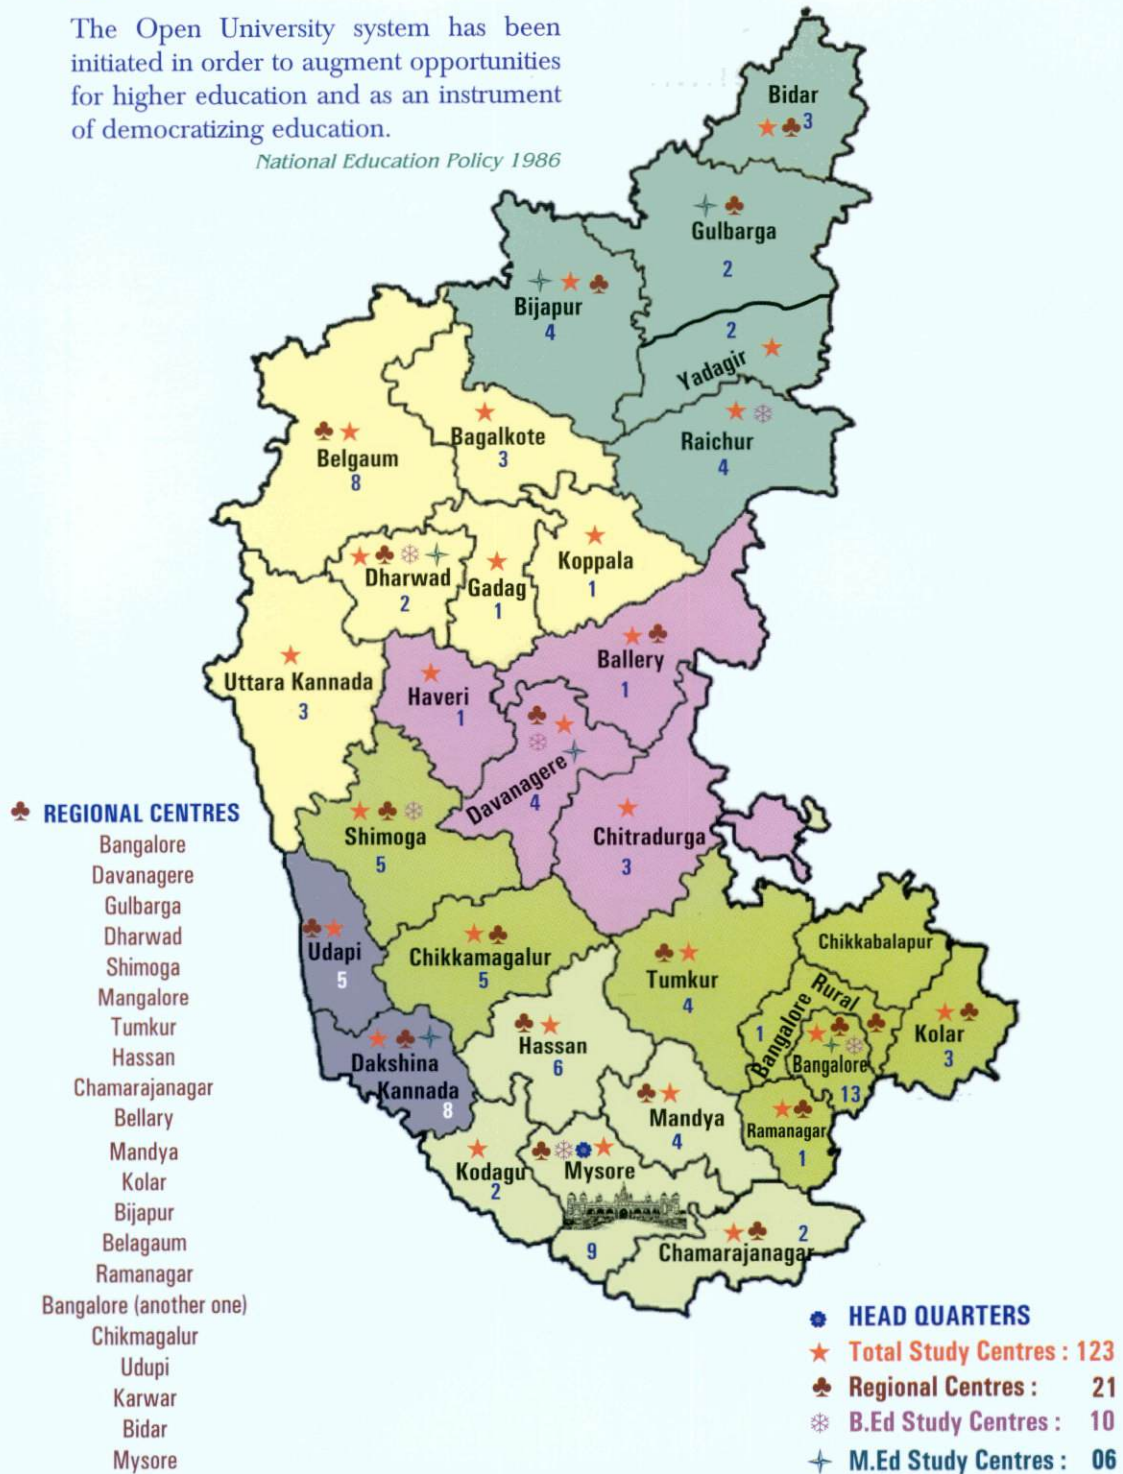 The Open University system has been
initiated in order to augment opportunities
for higher education and as an instrument
of democratizing education.
National Education Policy 1986
Bidar
3
Gulbarga
2
Bijapur
4
2
Yadagir
Raichur
4
Bagalkote
3
Belgaum
8
Koppala
1
Dharwad
2
Gadag
1
Ballery
1
Uttara Kannada
3
Haveri
1
Davanagere
4
Chitradurga
3
Shimoga
5
Udapi
5
Chikkamagalur
5
Tumkur
4
Chikkabalapur
Bangalore Rural
1
Bangalore
13
Kolar
3
Hassan
6
Dakshina
Kannada
8
Mandya
4
Ramanagar
1
Kodagu
2
Mysore
9
Chamarajanagar
2
REGIONAL CENTRES
Bangalore
Davanagere
Gulbarga
Dharwad
Shimoga
Mangalore
Tumkur
Hassan
Chamarajanagar
Bellary
Mandya
Kolar
Bijapur
Belagaum
Ramanagar
Bangalore (another one)
Chikmagalur
Udupi
Karwar
Bidar
Mysore
HEAD QUARTERS
Total Study Centres : 123
Regional Centres : 21
B.Ed Study Centres : 10
M.Ed Study Centres : 06